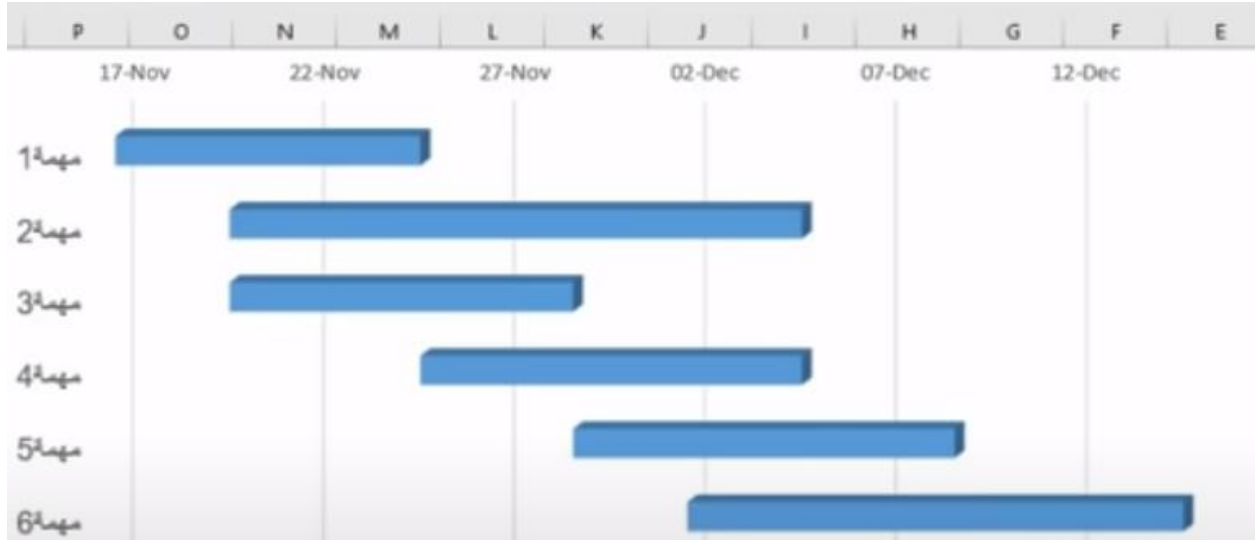 P O N M L K J I H G F E
17-Nov 22-Nov 27-Nov 02-Dec 07-Dec 12-Dec
مهمة1
مهمة2
مهمة3
مهمة4
مهمة5
مهمة6